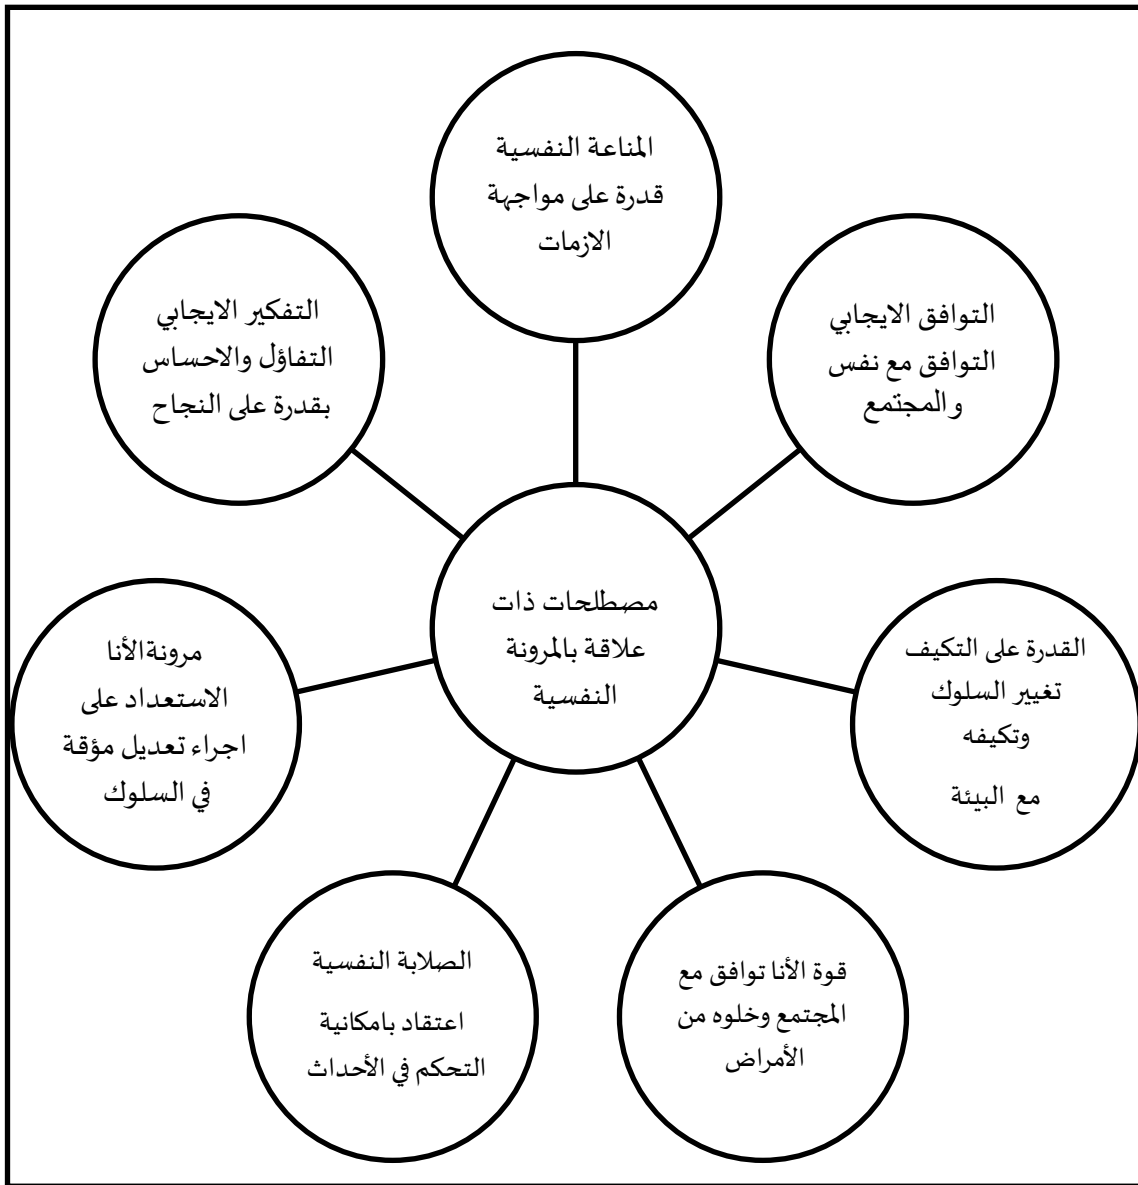 المناعة النفسية
قدرة على مواجهة
الازمات
التوافق الايجابي
التوافق مع نفس
والمجتمع
التفكير الايجابي
التفاؤل والاحساس
بقدرة على النجاح
مصطلحات ذات
علاقة بالمرونة
النفسية
القدرة على التكيف
تغيير السلوك
وتكيفه
مع البيئة
مرونة الأنا
الاستعداد على
اجراء تعديل مؤقة
في السلوك
قوة الأنا توافق مع
المجتمع وخلوه من
الأمراض
الصلابة النفسية
اعتقاد بامكانية
التحكم في الأحداث